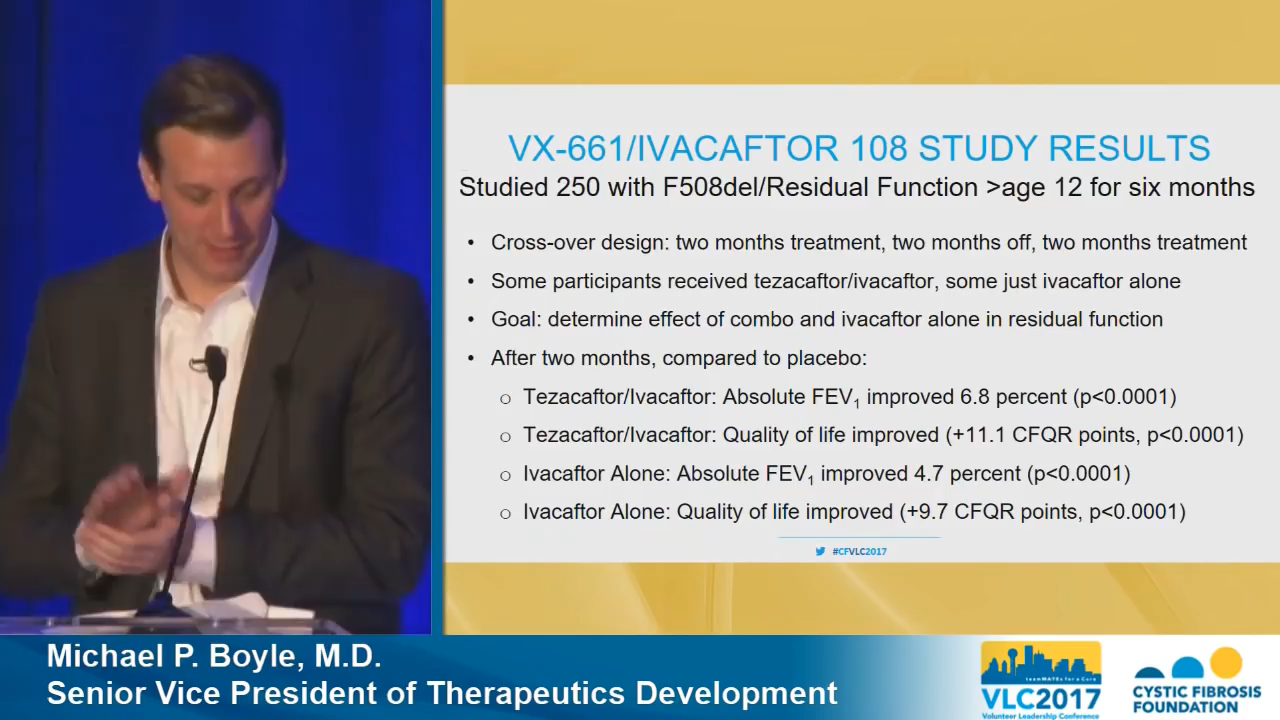 VX-661/IVACAFTOR 108 STUDY RESULTS
Studied 250 with F508del/Residual Function >age 12 for six months
• Cross-over design: two months treatment, two months off, two months treatment
• Some participants received tezacaftor/ivacaftor, some just ivacaftor alone
• Goal: determine effect of combo and ivacaftor alone in residual function
• After two months, compared to placebo:
o Tezacaftor/Ivacaftor: Absolute FEV₁ improved 6.8 percent (p<0.0001)
o Tezacaftor/Ivacaftor: Quality of life improved (+11.1 CFQR points, p<0.0001)
o Ivacaftor Alone: Absolute FEV₁ improved 4.7 percent (p<0.0001)
o Ivacaftor Alone: Quality of life improved (+9.7 CFQR points, p<0.0001)
#CFVLC2017
Michael P. Boyle, M.D.
Senior Vice President of Therapeutics Development
teamMATEs for a Cure
VLC2017
Volunteer Leadership Conference
CYSTIC FIBROSIS
FOUNDATION